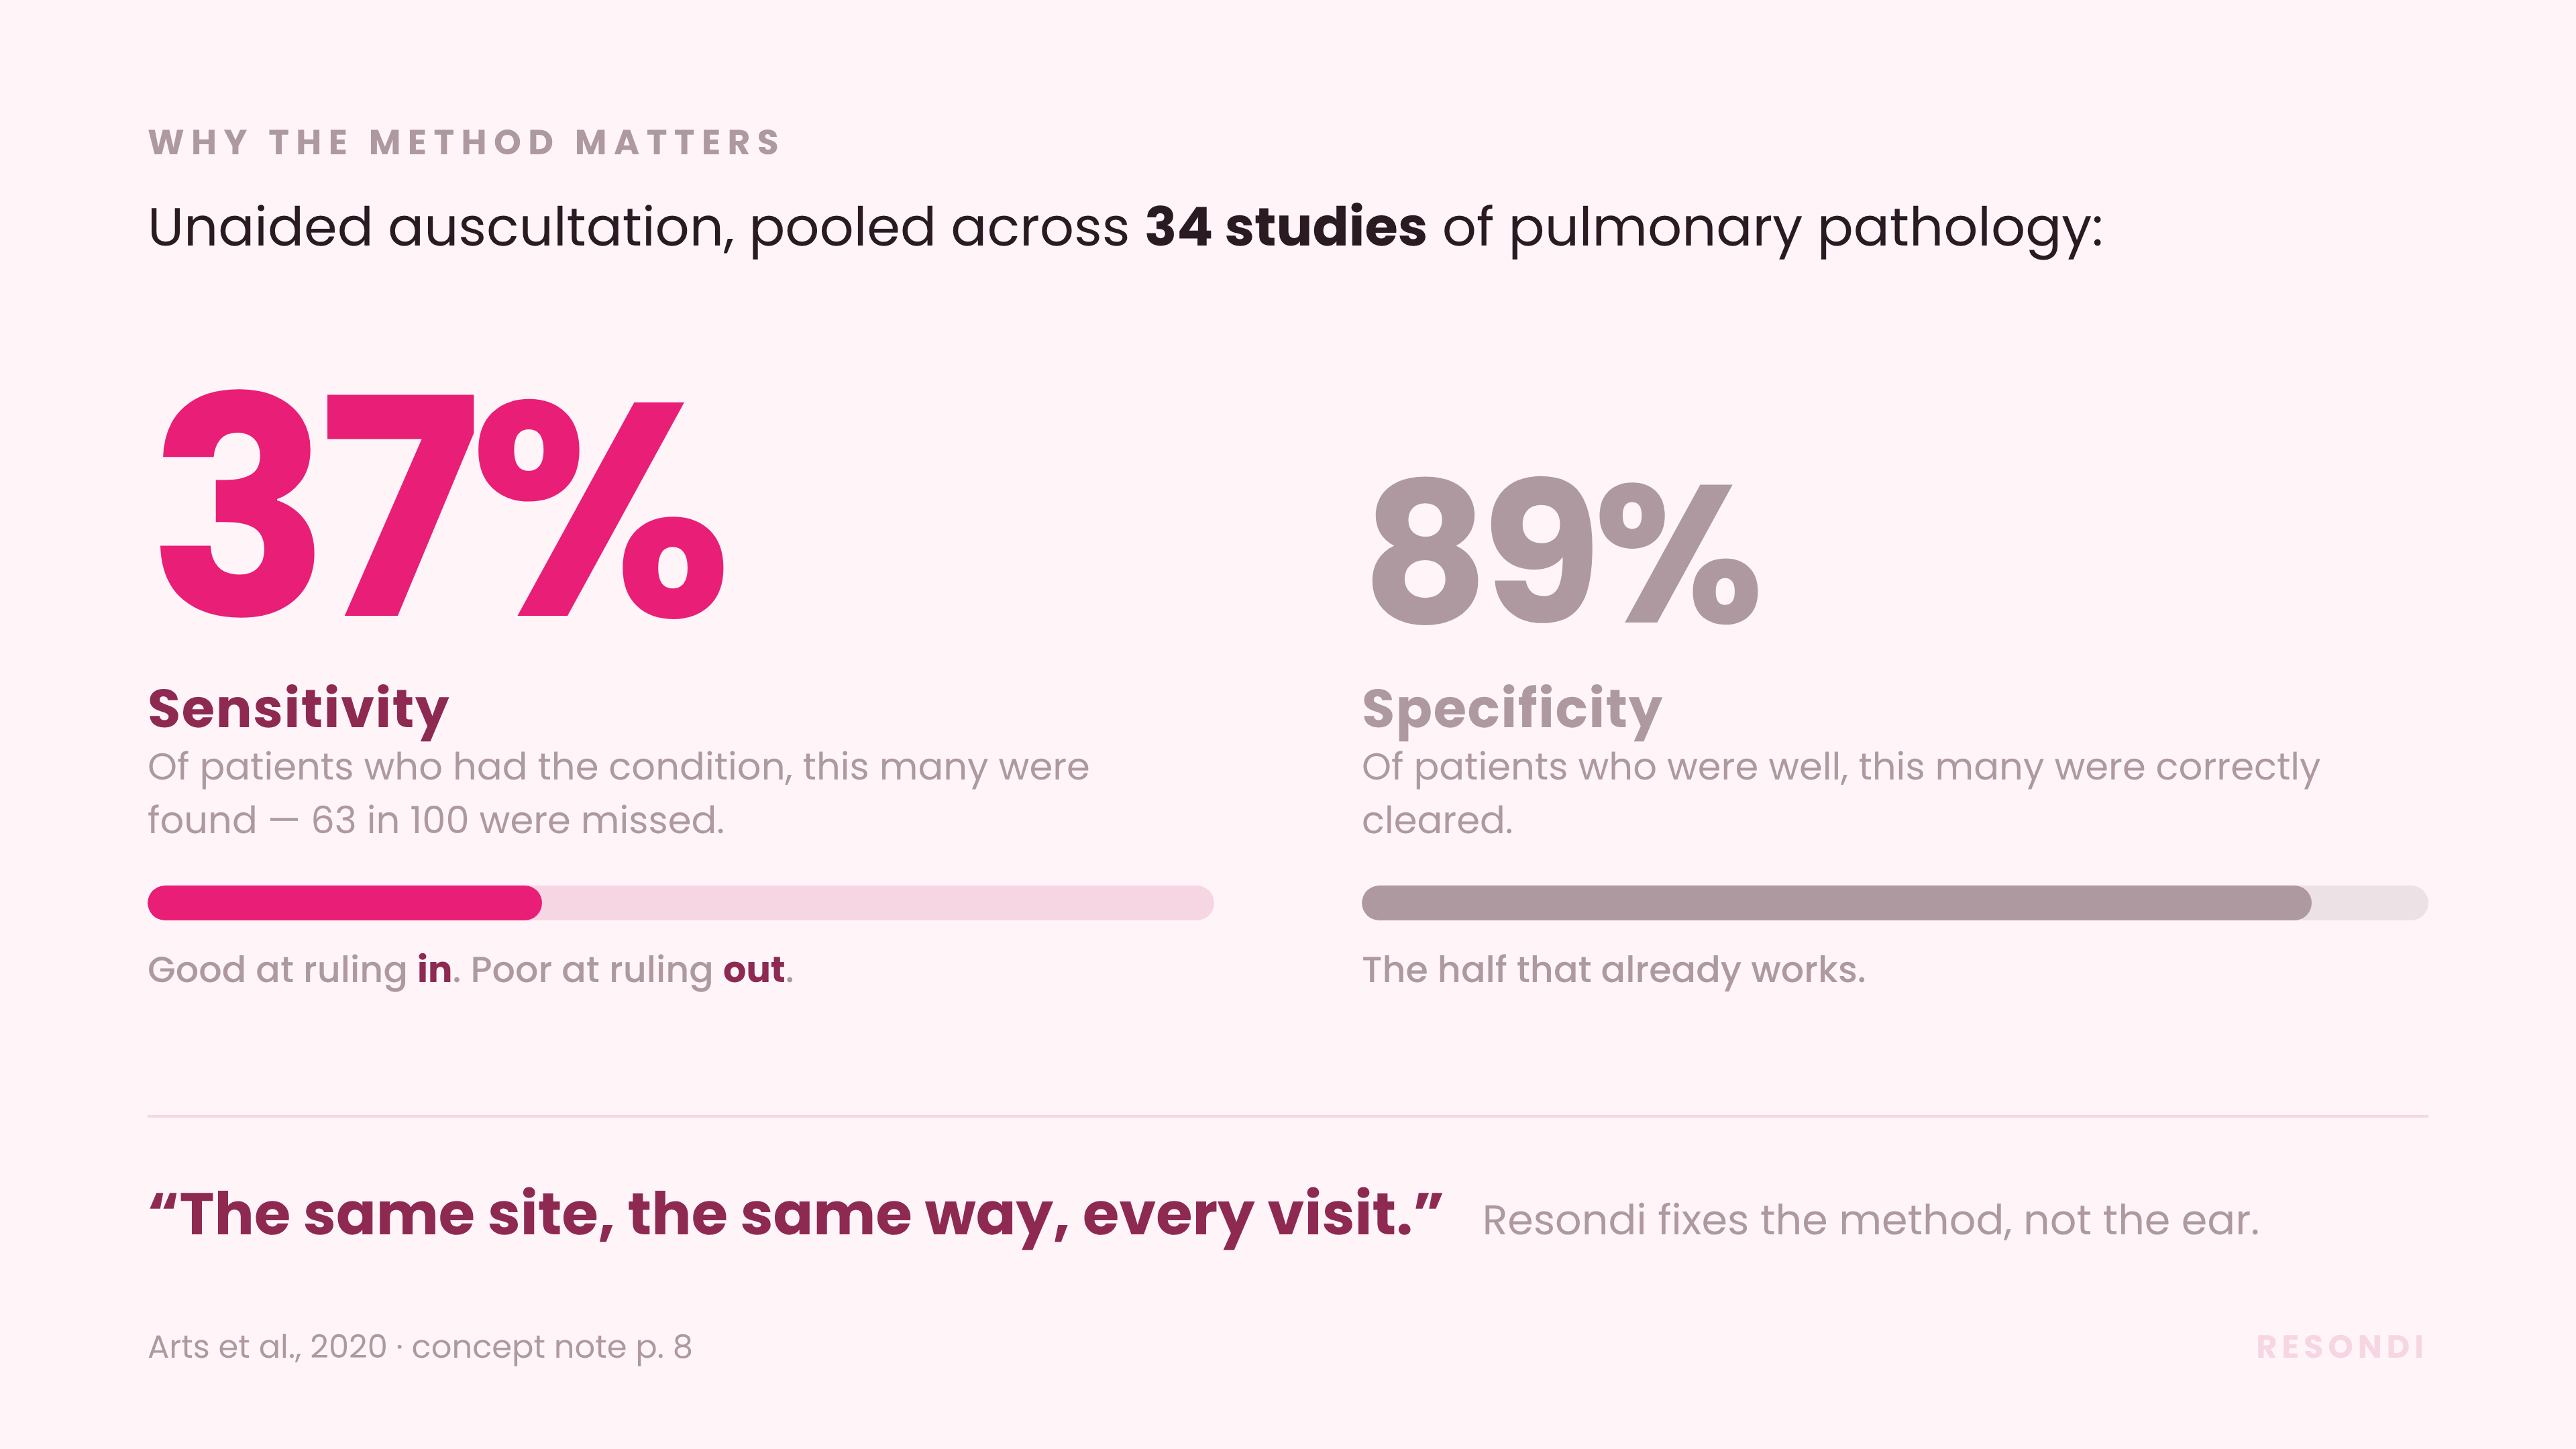 WHY THE METHOD MATTERS
Unaided auscultation, pooled across 34 studies of pulmonary pathology:
37%
Sensitivity
Of patients who had the condition, this many were
found — 63 in 100 were missed.
Good at ruling in. Poor at ruling out.
89%
Specificity
Of patients who were well, this many were correctly
cleared.
The half that already works.
“The same site, the same way, every visit.” Resondi fixes the method, not the ear.
Arts et al., 2020 · concept note p. 8
RESONDI